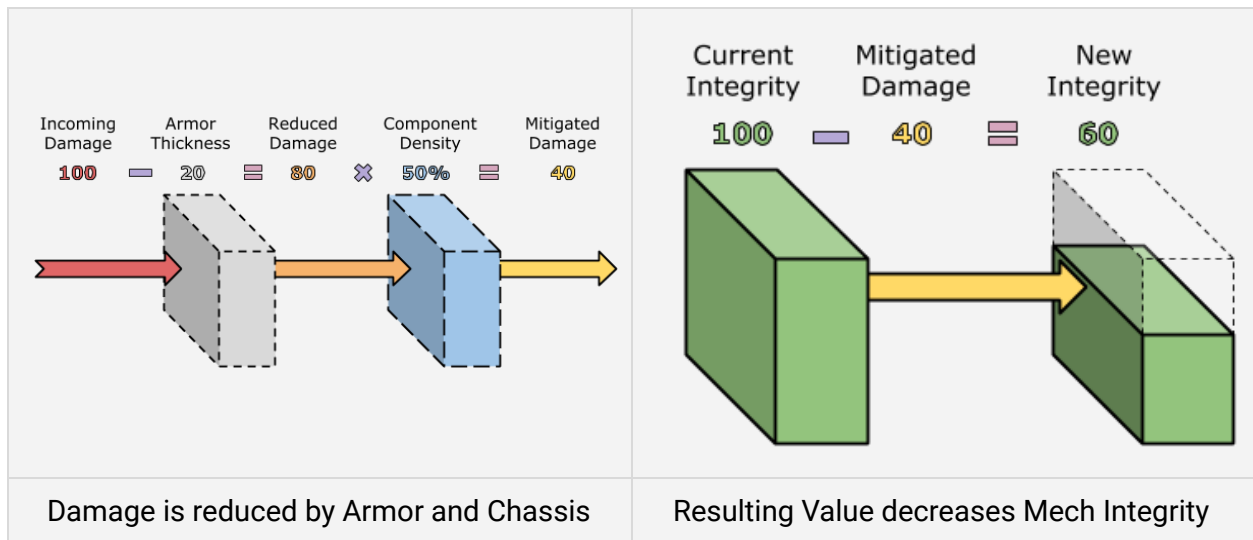 Incoming Damage
Armor Thickness
Reduced Damage
Component Density
Mitigated Damage
100 − 20 = 80 × 50% = 40
Damage is reduced by Armor and Chassis
Current Integrity
Mitigated Damage
New Integrity
100 − 40 = 60
Resulting Value decreases Mech Integrity